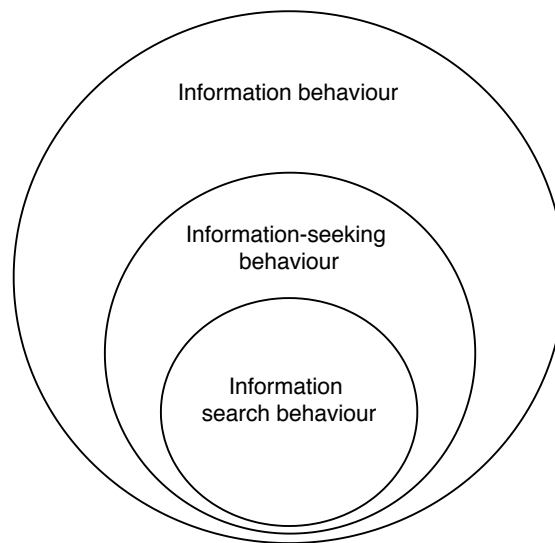 Information behaviour
Information-seeking
behaviour
Information
search behaviour